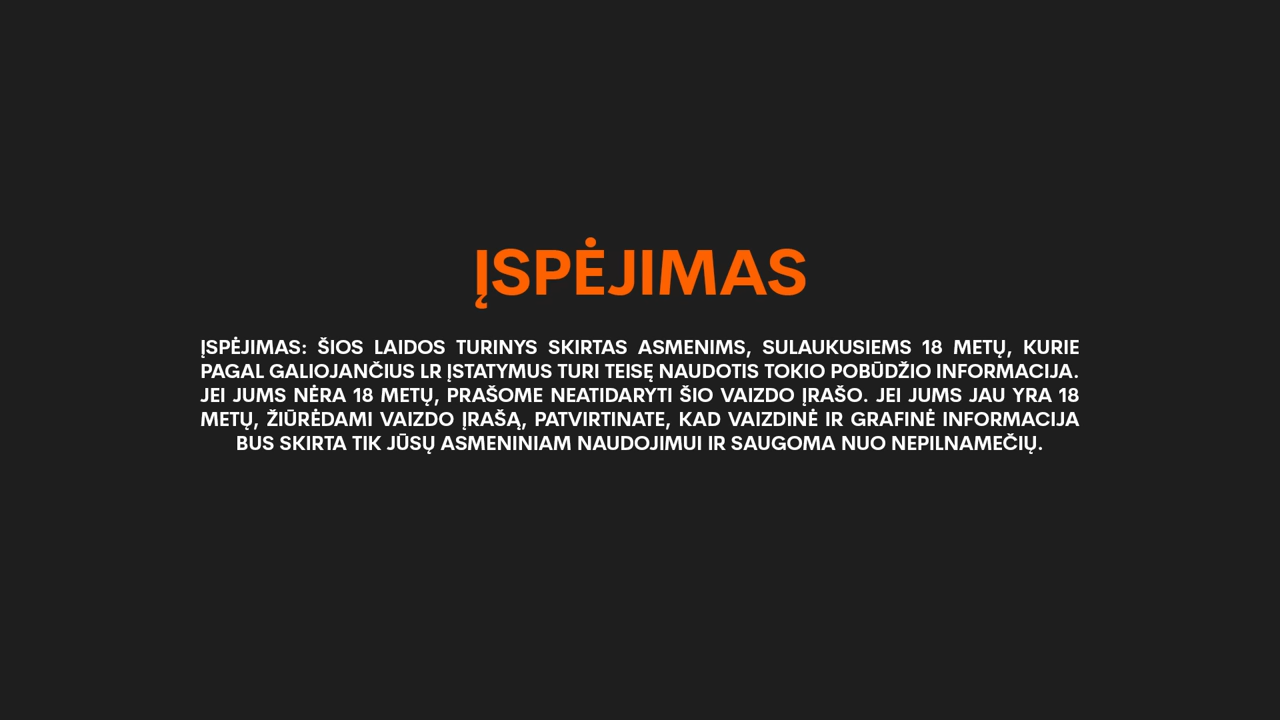 ĮSPĖJIMAS
ĮSPĖJIMAS: ŠIOS LAIDOS TURINYS SKIRTAS ASMENIMS, SULAUKUSIEMS 18 METŲ, KURIE
PAGAL GALIOJANČIUS LR ĮSTATYMUS TURI TEISĘ NAUDOTIS TOKIO POBŪDŽIO INFORMACIJA.
JEI JUMS NĖRA 18 METŲ, PRAŠOME NEATIDARYTI ŠIO VAIZDO ĮRAŠO. JEI JUMS JAU YRA 18
METŲ, ŽIŪRĖDAMI VAIZDO ĮRAŠĄ, PATVIRTINATE, KAD VAIZDINĖ IR GRAFINĖ INFORMACIJA
BUS SKIRTA TIK JŪSŲ ASMENINIAM NAUDOJIMUI IR SAUGOMA NUO NEPILNAMEČIŲ.